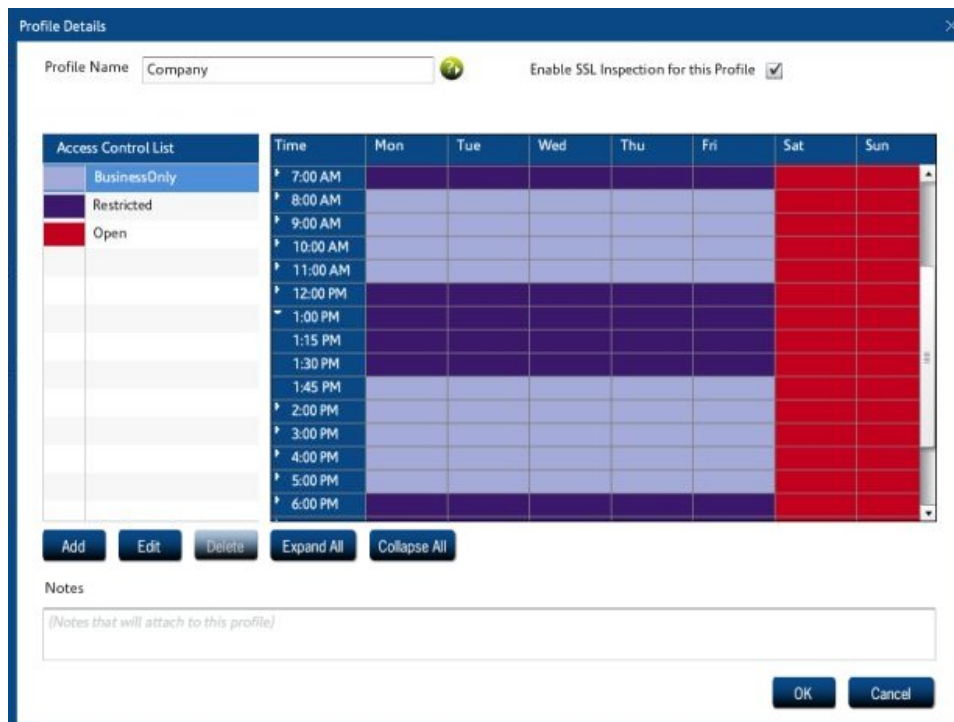 Profile Details
Profile Name Company Enable SSL Inspection for this Profile
Access Control List
BusinessOnly
Restricted
Open
Time Mon Tue Wed Thu Fri Sat Sun
7:00 AM
8:00 AM
9:00 AM
10:00 AM
11:00 AM
12:00 PM
1:00 PM
1:15 PM
1:30 PM
1:45 PM
2:00 PM
3:00 PM
4:00 PM
5:00 PM
6:00 PM
Add Edit Delete Expand All Collapse All
Notes
(Notes that will attach to this profile)
OK Cancel